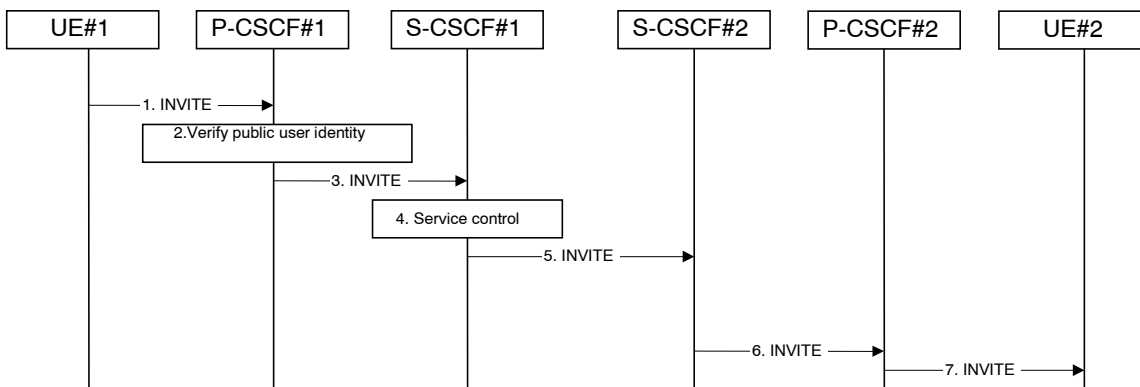 UE#1
P-CSCF#1
S-CSCF#1
S-CSCF#2
P-CSCF#2
UE#2
1. INVITE
2.Verify public user identity
3. INVITE
4. Service control
5. INVITE
6. INVITE
7. INVITE